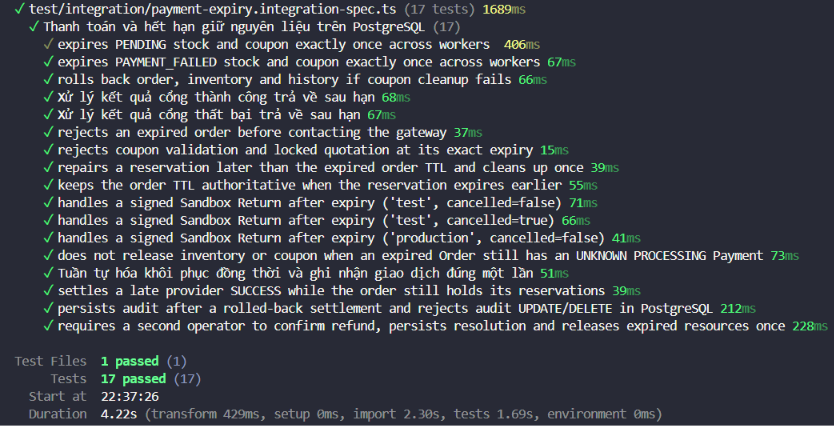 ✓ test/integration/payment-expiry.integration-spec.ts (17 tests) 1689ms
✓ Thanh toán và hết hạn giữ nguyên liệu trên PostgreSQL (17)
✓ expires PENDING stock and coupon exactly once across workers 406ms
✓ expires PAYMENT_FAILED stock and coupon exactly once across workers 67ms
✓ rolls back order, inventory and history if coupon cleanup fails 66ms
✓ Xử lý kết quả cổng thành công trả về sau hạn 68ms
✓ Xử lý kết quả cổng thất bại trả về sau hạn 67ms
✓ rejects an expired order before contacting the gateway 37ms
✓ rejects coupon validation and locked quotation at its exact expiry 15ms
✓ repairs a reservation later than the expired order TTL and cleans up once 39ms
✓ keeps the order TTL authoritative when the reservation expires earlier 55ms
✓ handles a signed Sandbox Return after expiry ('test', cancelled=false) 71ms
✓ handles a signed Sandbox Return after expiry ('test', cancelled=true) 66ms
✓ handles a signed Sandbox Return after expiry ('production', cancelled=false) 41ms
✓ does not release inventory or coupon when an expired Order still has an UNKNOWN PROCESSING Payment 73ms
✓ Tuần tự hóa khôi phục đồng thời và ghi nhận giao dịch đúng một lần 51ms
✓ settles a late provider SUCCESS while the order still holds its reservations 39ms
✓ persists audit after a rolled-back settlement and rejects audit UPDATE/DELETE in PostgreSQL 212ms
✓ requires a second operator to confirm refund, persists resolution and releases expired resources once 228ms
Test Files 1 passed (1)
Tests 17 passed (17)
Start at 22:37:26
Duration 4.22s (transform 429ms, setup 0ms, import 2.30s, tests 1.69s, environment 0ms)